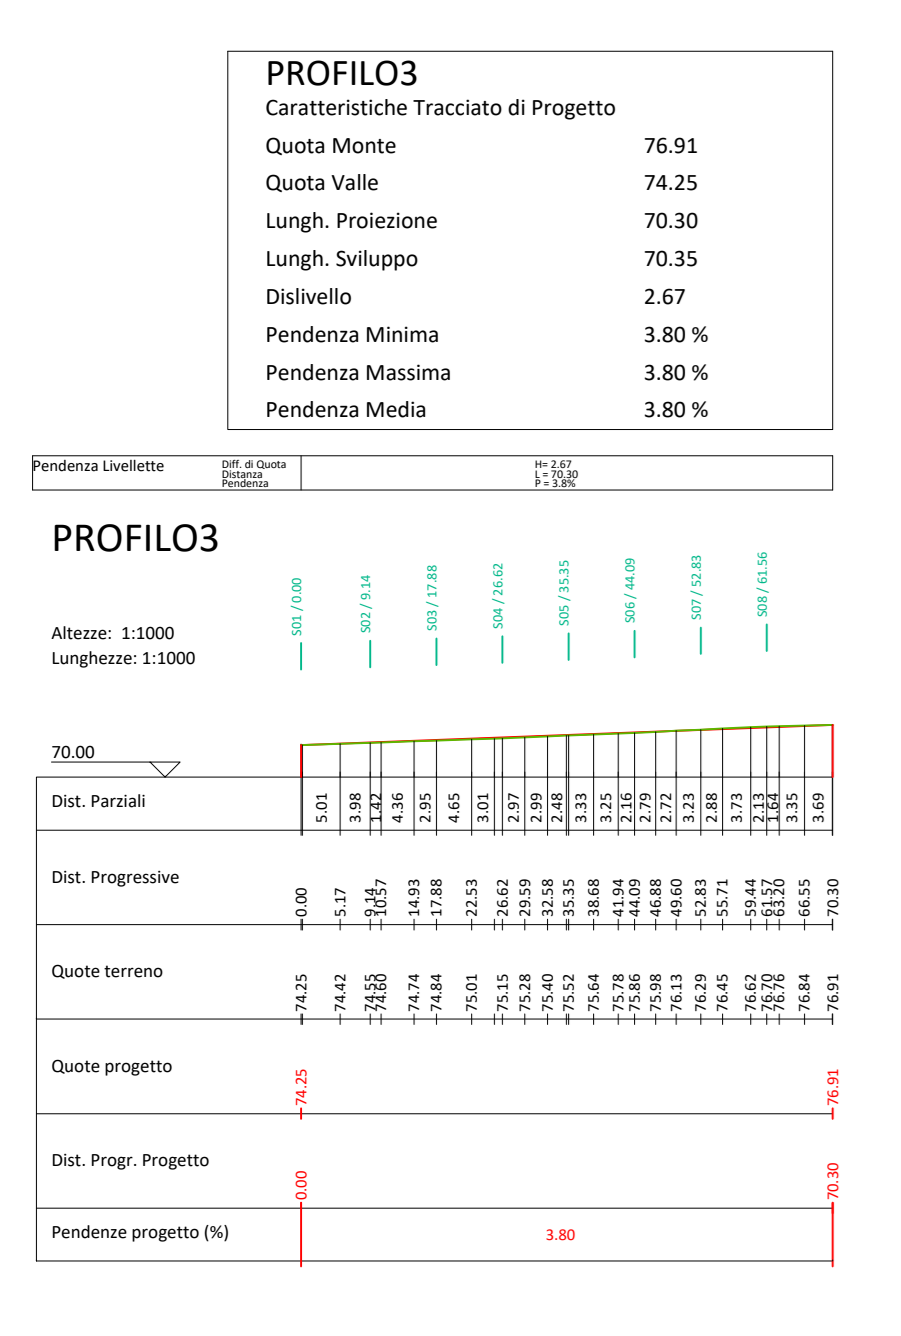 PROFILO3
Caratteristiche Tracciato di Progetto
Quota Monte 76.91
Quota Valle 74.25
Lungh. Proiezione 70.30
Lungh. Sviluppo 70.35
Dislivello 2.67
Pendenza Minima 3.80 %
Pendenza Massima 3.80 %
Pendenza Media 3.80 %
Pendenza Livellette
Diff. di Quota H= 2.67
Distanza L = 70.30
Pendenza P = 3.8%
PROFILO3
S01 / 0.00
S02 / 9.14
S03 / 17.88
S04 / 26.62
S05 / 35.35
S06 / 44.09
S07 / 52.83
S08 / 61.56
Altezze: 1:1000
Lunghezze: 1:1000
70.00
Dist. Parziali 5.01 3.98 1.42 4.36 2.95 4.65 3.01 2.97 2.99 2.48 3.33 3.25 2.16 2.79 2.72 3.23 2.88 3.73 2.13 1.64 3.35 3.69
Dist. Progressive 0.00 5.17 9.14 10.57 14.93 17.88 22.53 26.62 29.59 32.58 35.35 38.68 41.94 44.09 46.88 49.60 52.83 55.71 59.44 61.57 63.20 66.55 70.30
Quote terreno 74.25 74.42 74.55 74.60 74.74 74.84 75.01 75.15 75.28 75.40 75.52 75.64 75.78 75.86 75.98 76.13 76.29 76.45 76.62 76.70 76.76 76.84 76.91
Quote progetto 74.25 76.91
Dist. Progr. Progetto 0.00 70.30
Pendenze progetto (%) 3.80